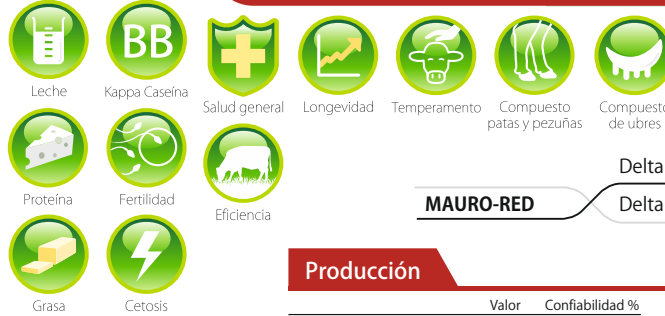 BB
Leche
Kappa Caseína
Salud general
Longevidad
Temperamento
Compuesto
patas y pezuñas
Compuesto
de ubres
Proteína
Fertilidad
Eficiencia
Grasa
Cetosis
Delta
MAURO-RED
Delta
Producción
Valor Confiabilidad %